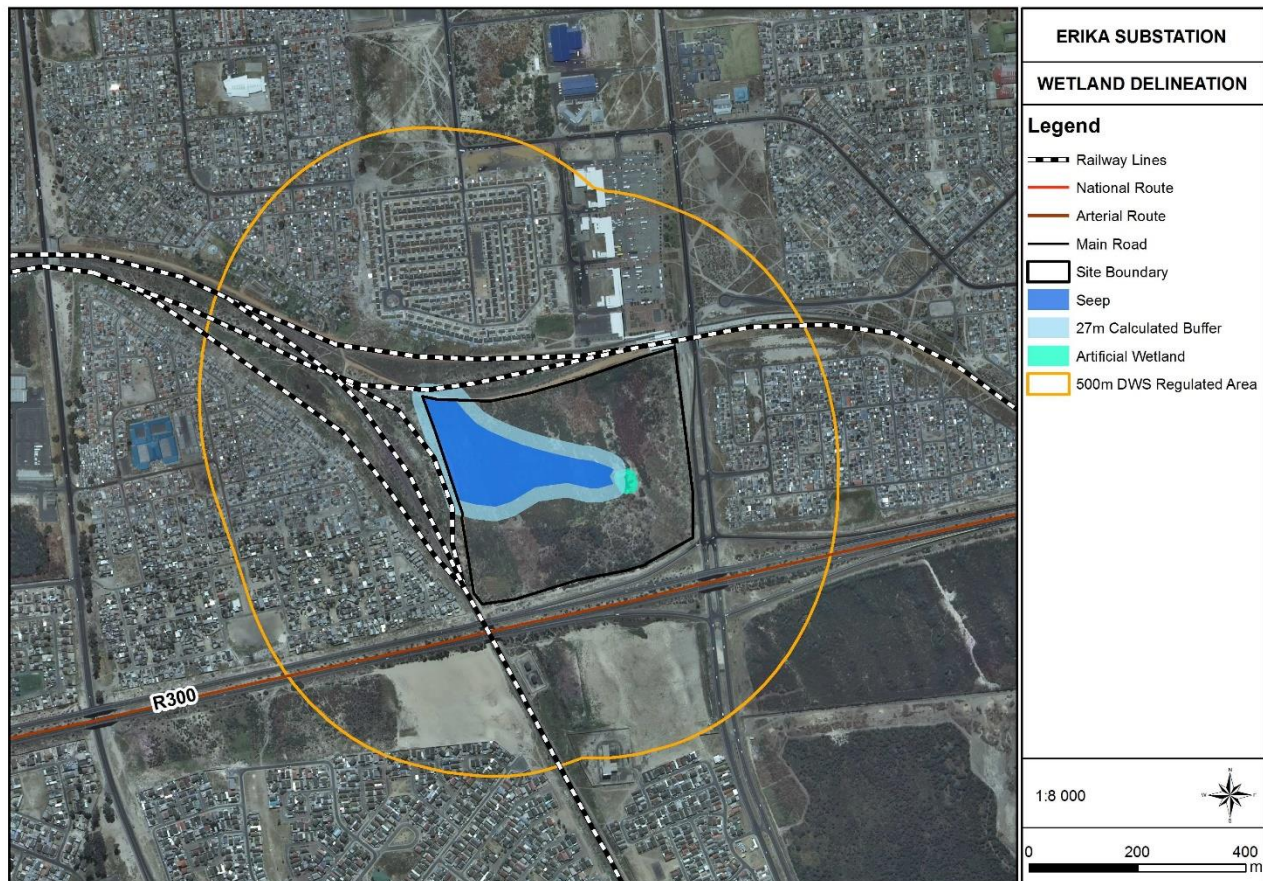 ERIKA SUBSTATION
WETLAND DELINEATION
Legend
Railway Lines
National Route
Arterial Route
Main Road
Site Boundary
Seep
27m Calculated Buffer
Artificial Wetland
500m DWS Regulated Area
R300
1:8 000
N
W
E
S
0 200 400
m